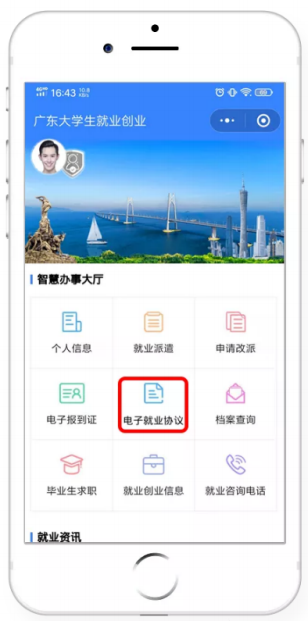 16:43
广东大学生就业创业
智慧办事大厅
个人信息 就业派遣 申请改派
电子报到证 电子就业协议 档案查询
毕业生求职 就业创业信息 就业咨询电话
就业资讯